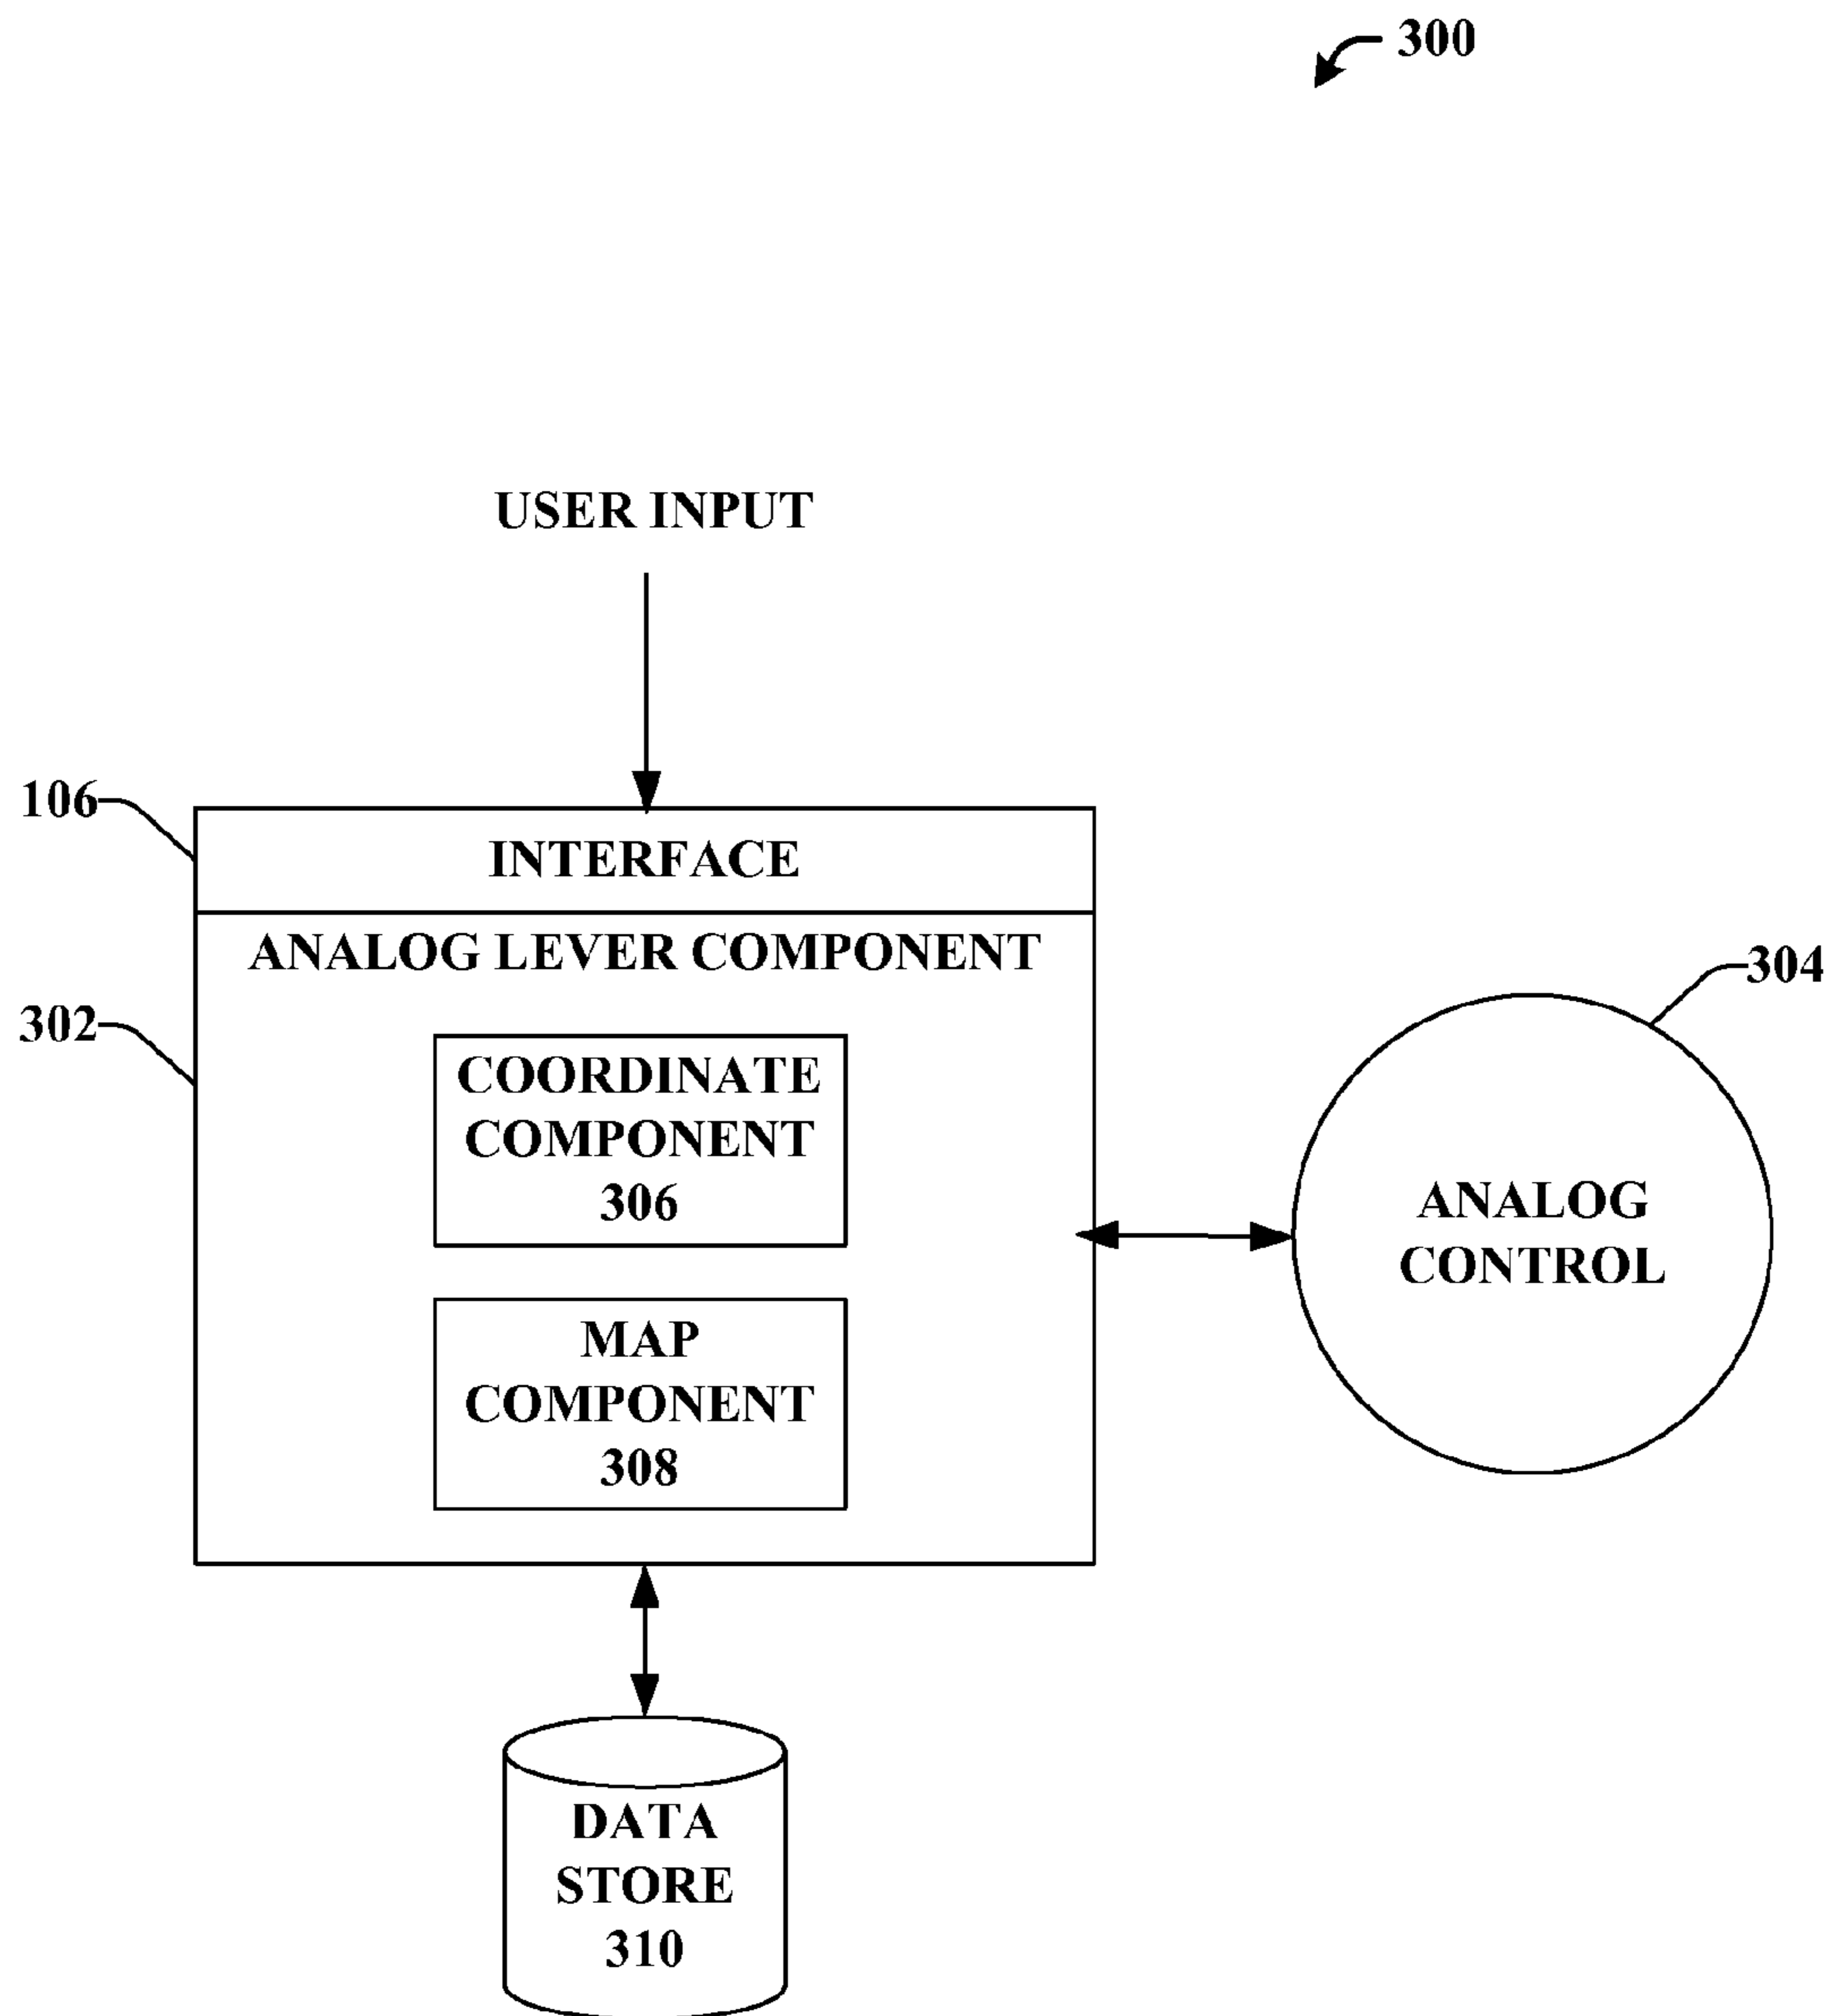 300
USER INPUT
106
INTERFACE
ANALOG LEVER COMPONENT
304
302
COORDINATE
COMPONENT
306
ANALOG
CONTROL
MAP
COMPONENT
308
DATA
STORE
310